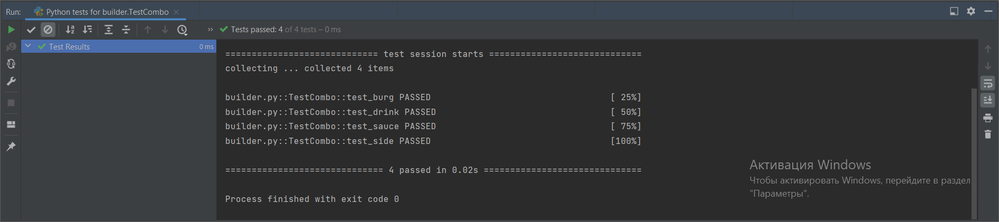 Run: Python tests for builder.TestCombo
» Tests passed: 4 of 4 tests – 0 ms
Test Results 0 ms
============================= test session starts =============================
collecting ... collected 4 items
builder.py::TestCombo::test_burg PASSED [ 25%]
builder.py::TestCombo::test_drink PASSED [ 50%]
builder.py::TestCombo::test_sauce PASSED [ 75%]
builder.py::TestCombo::test_side PASSED [100%]
============================== 4 passed in 0.02s ==============================
Process finished with exit code 0
Активация Windows
Чтобы активировать Windows, перейдите в раздел
"Параметры".